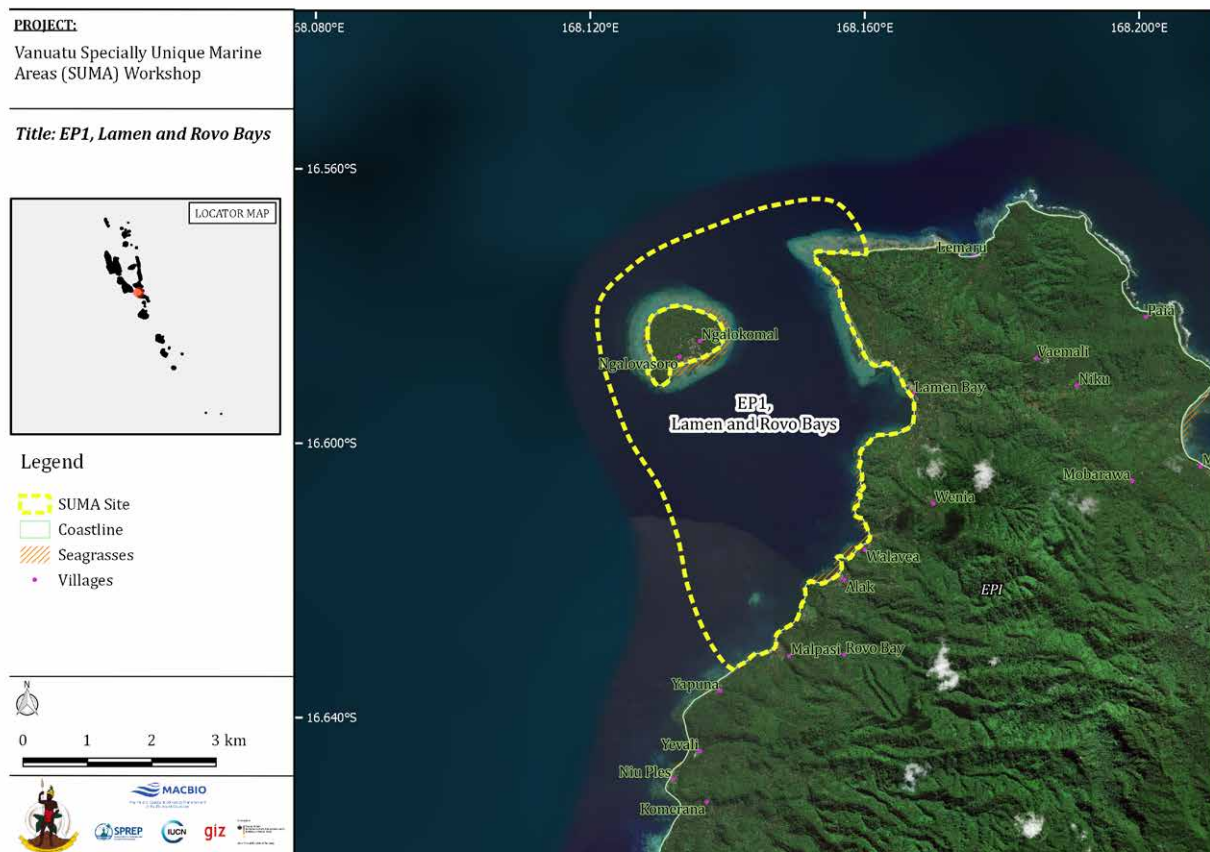 PROJECT:
Vanuatu Specially Unique Marine
Areas (SUMA) Workshop
Title: EP1, Lamen and Rovo Bays
LOCATOR MAP
Legend
SUMA Site
Coastline
Seagrasses
Villages
N
0 1 2 3 km
MACBIO
SPREP
IUCN
giz
58.080°E 168.120°E 168.160°E 168.200°E
16.560°S
16.600°S
16.640°S
Lemaru
Paia
Ngalokomal
Ngalovasoro
Vaemali
Niku
Lamen Bay
EP1,
Lamen and Rovo Bays
M
Mobarawa
Wenia
Walavea
Alak
EPI
Malpasi
Rovo Bay
Yapuna
Yevali
Niu Ples
Komerana